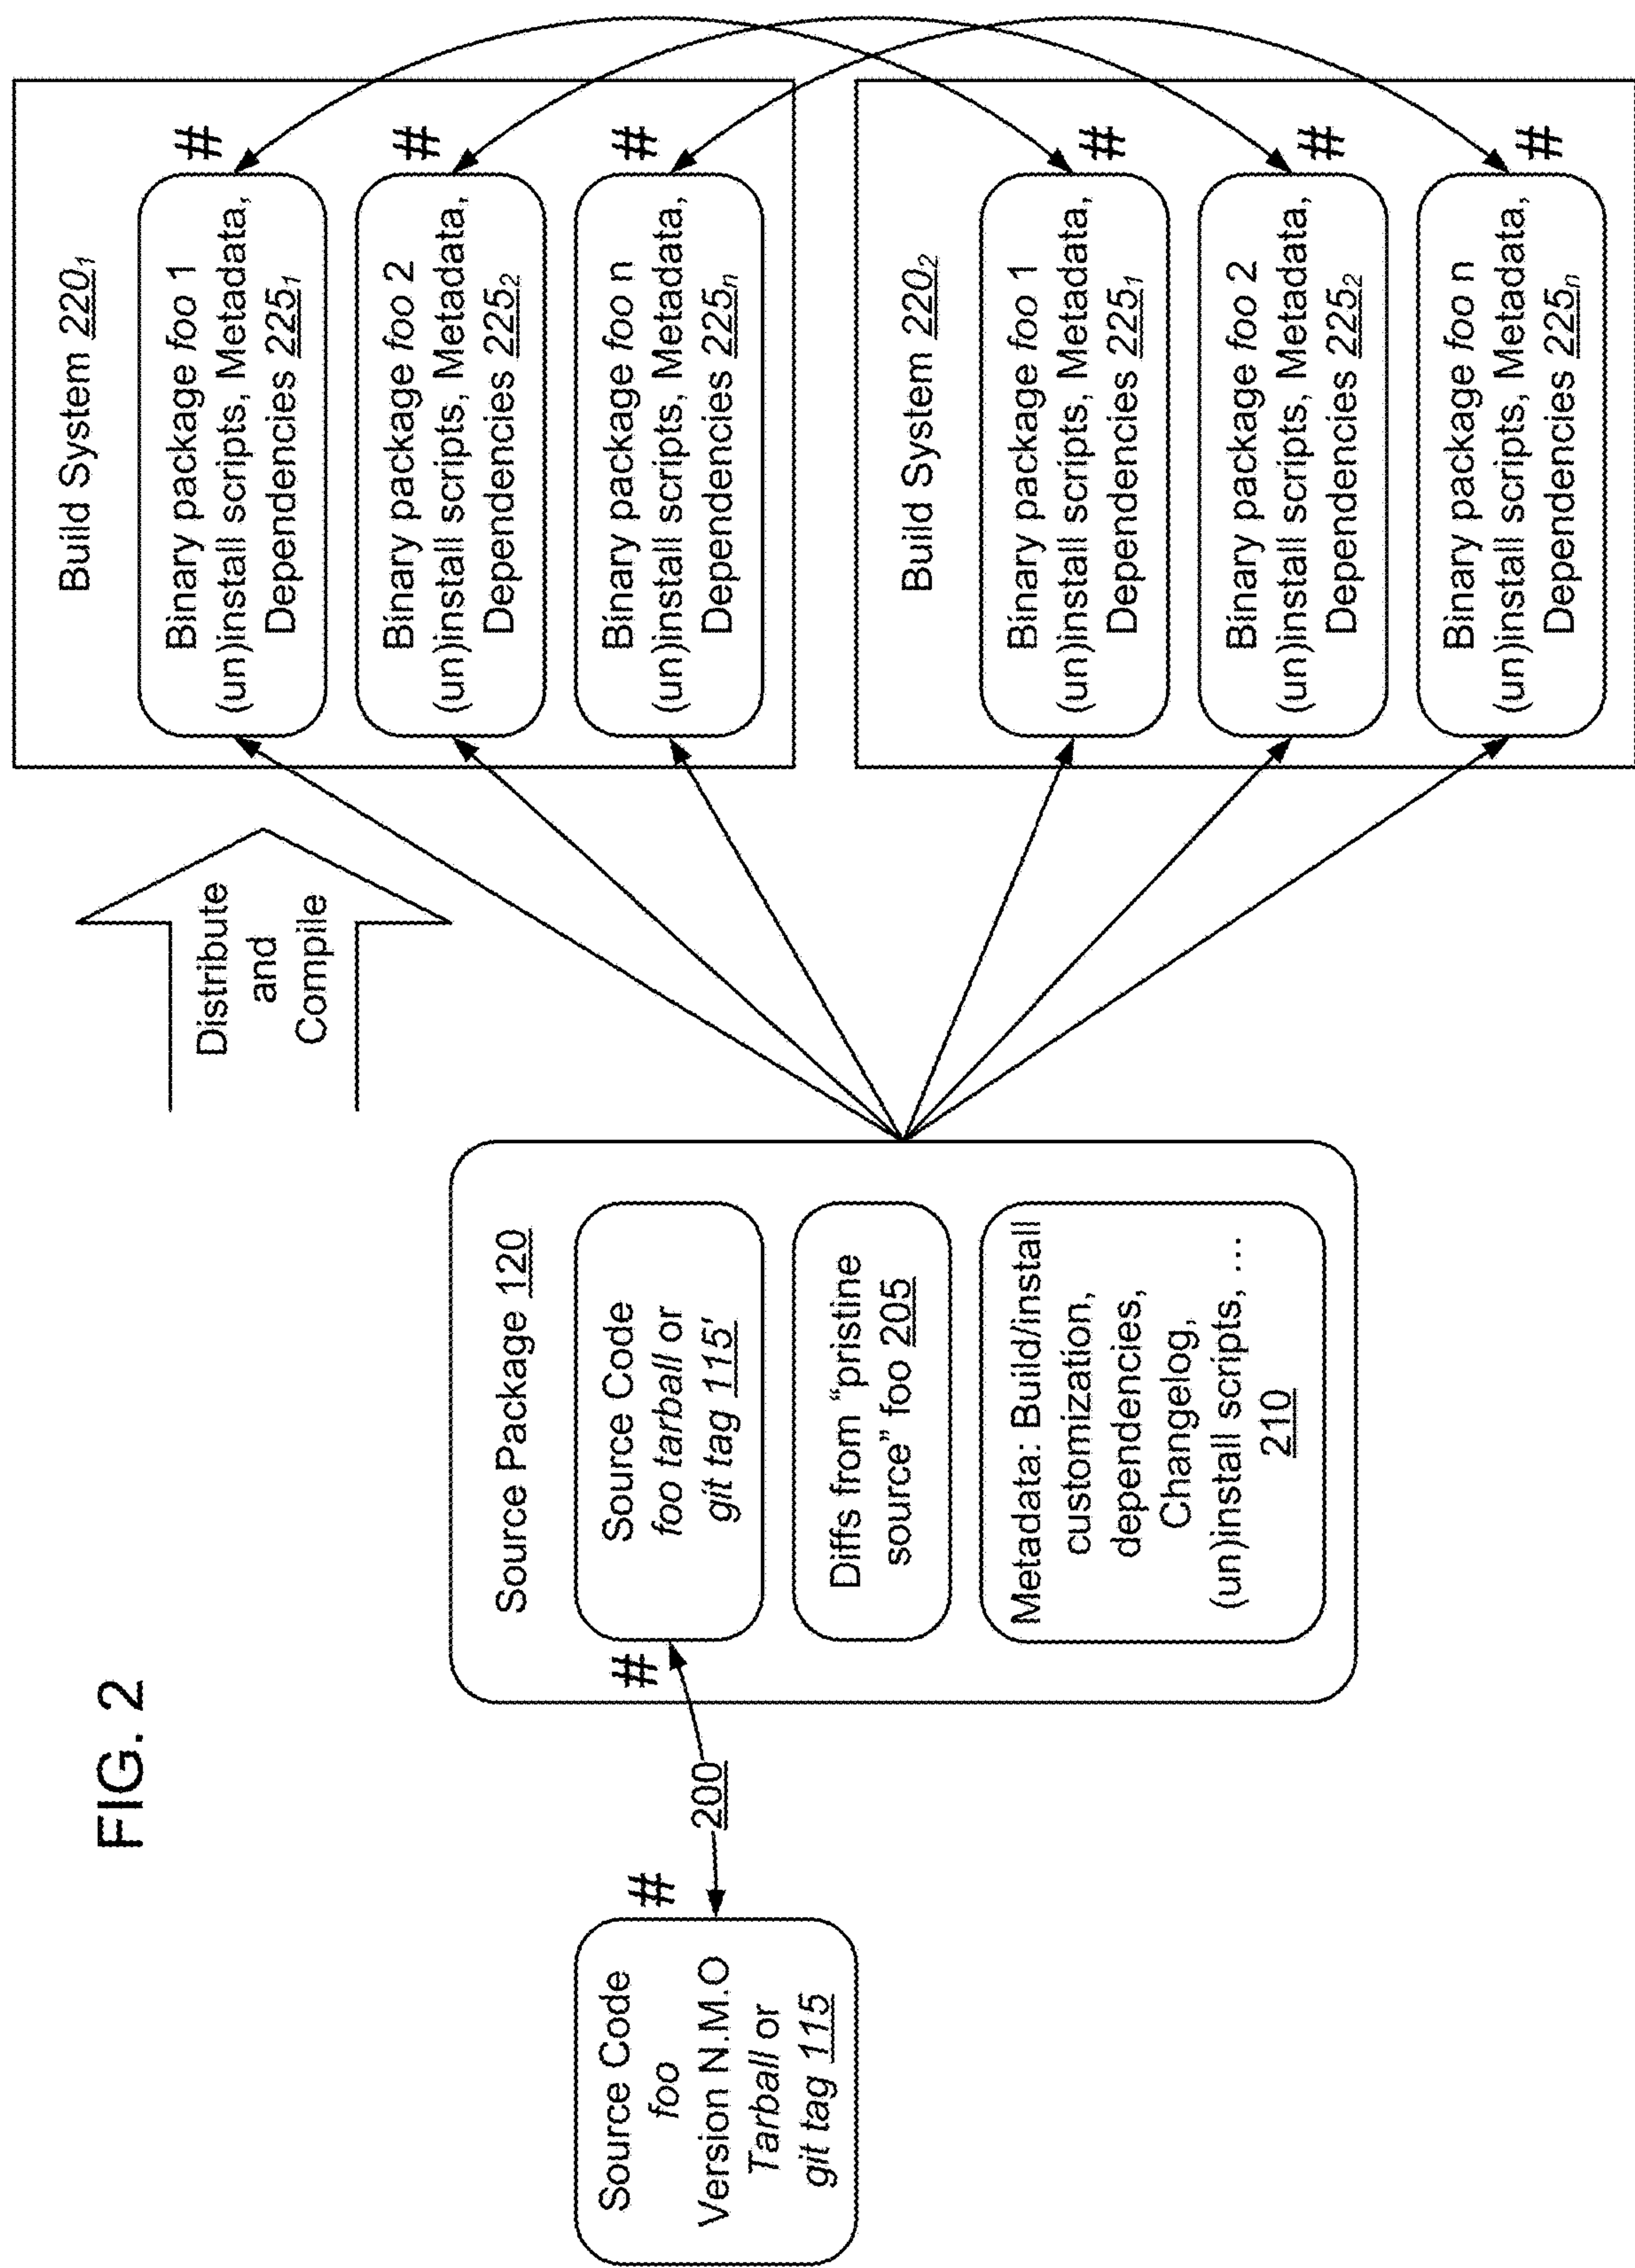 FIG. 2
Source Code
foo
Version N.M.O
Tarball or
git tag 115
#
200
#
Source Package 120
Source Code
foo tarball or
git tag 115'
Diffs from “pristine
source” foo 205
Metadata: Build/install
customization,
dependencies,
Changelog,
(un)install scripts, …
210
Distribute
and
Compile
Build System 220₁
Binary package foo 1
(un)install scripts, Metadata,
Dependencies 225₁
#
Binary package foo 2
(un)install scripts, Metadata,
Dependencies 225₂
#
Binary package foo n
(un)install scripts, Metadata,
Dependencies 225ₙ
#
Build System 220₂
Binary package foo 1
(un)install scripts, Metadata,
Dependencies 225₁
#
Binary package foo 2
(un)install scripts, Metadata,
Dependencies 225₂
#
Binary package foo n
(un)install scripts, Metadata,
Dependencies 225ₙ
#